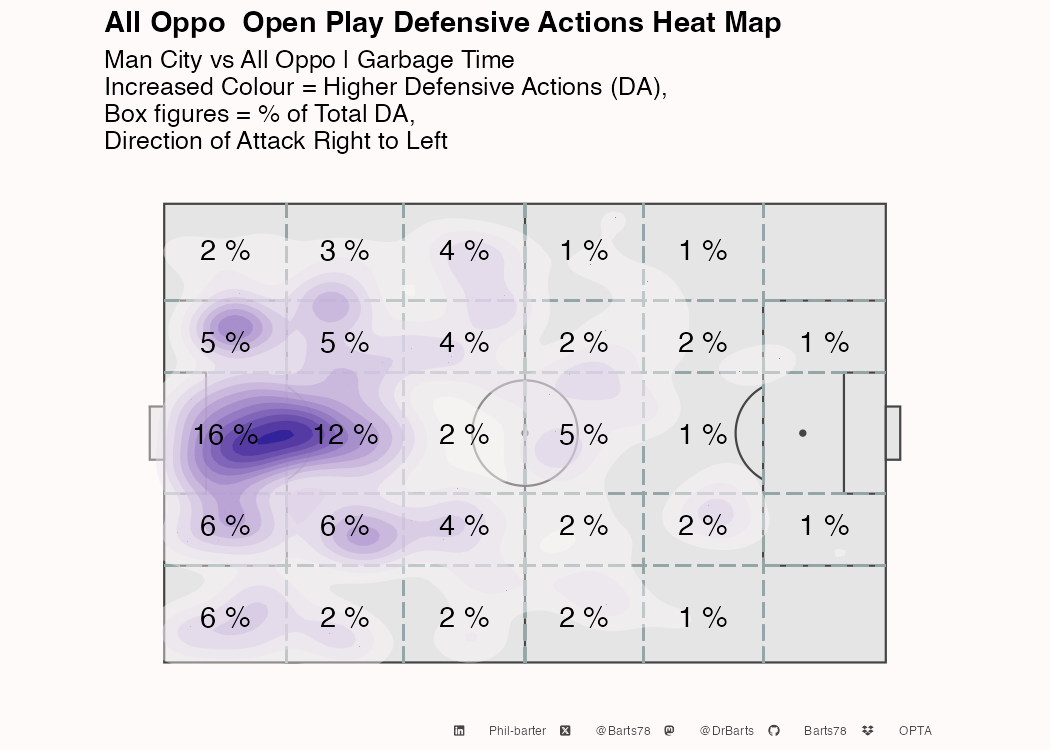 All Oppo  Open Play Defensive Actions Heat Map
Man City vs All Oppo | Garbage Time
Increased Colour = Higher Defensive Actions (DA),
Box figures = % of Total DA,
Direction of Attack Right to Left
2 % 3 % 4 % 1 % 1 %
5 % 5 % 4 % 2 % 2 % 1 %
16 % 12 % 2 % 5 % 1 %
6 % 6 % 4 % 2 % 2 % 1 %
6 % 2 % 2 % 2 % 1 %
Phil-barter @Barts78 @DrBarts Barts78 OPTA